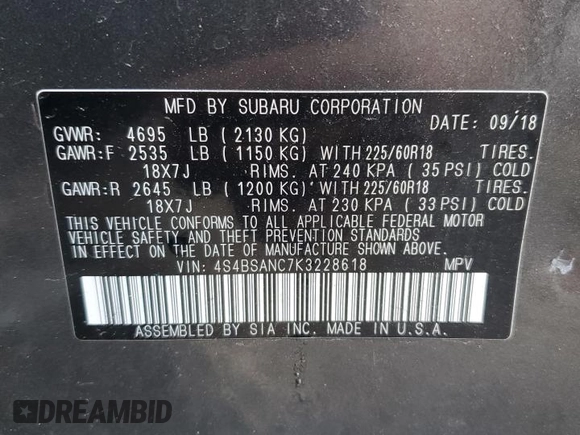 MFD BY SUBARU CORPORATION
GVWR: 4695 LB (2130 KG) DATE: 09/18
GAWR:F 2535 LB (1150 KG) WITH 225/60R18 TIRES.
18X7J RIMS. AT 240 KPA (35 PSI) COLD
GAWR:R 2645 LB (1200 KG) WITH 225/60R18 TIRES.
18X7J RIMS. AT 230 KPA (33 PSI) COLD
THIS VEHICLE CONFORMS TO ALL APPLICABLE FEDERAL MOTOR
VEHICLE SAFETY AND THEFT PREVENTION STANDARDS
IN EFFECT ON THE DATE OF MANUFACTURE SHOWN ABOVE.
VIN: 4S4BSANC7K3228618 MPV
ASSEMBLED BY SIA INC. MADE IN U.S.A.
DREAMBID